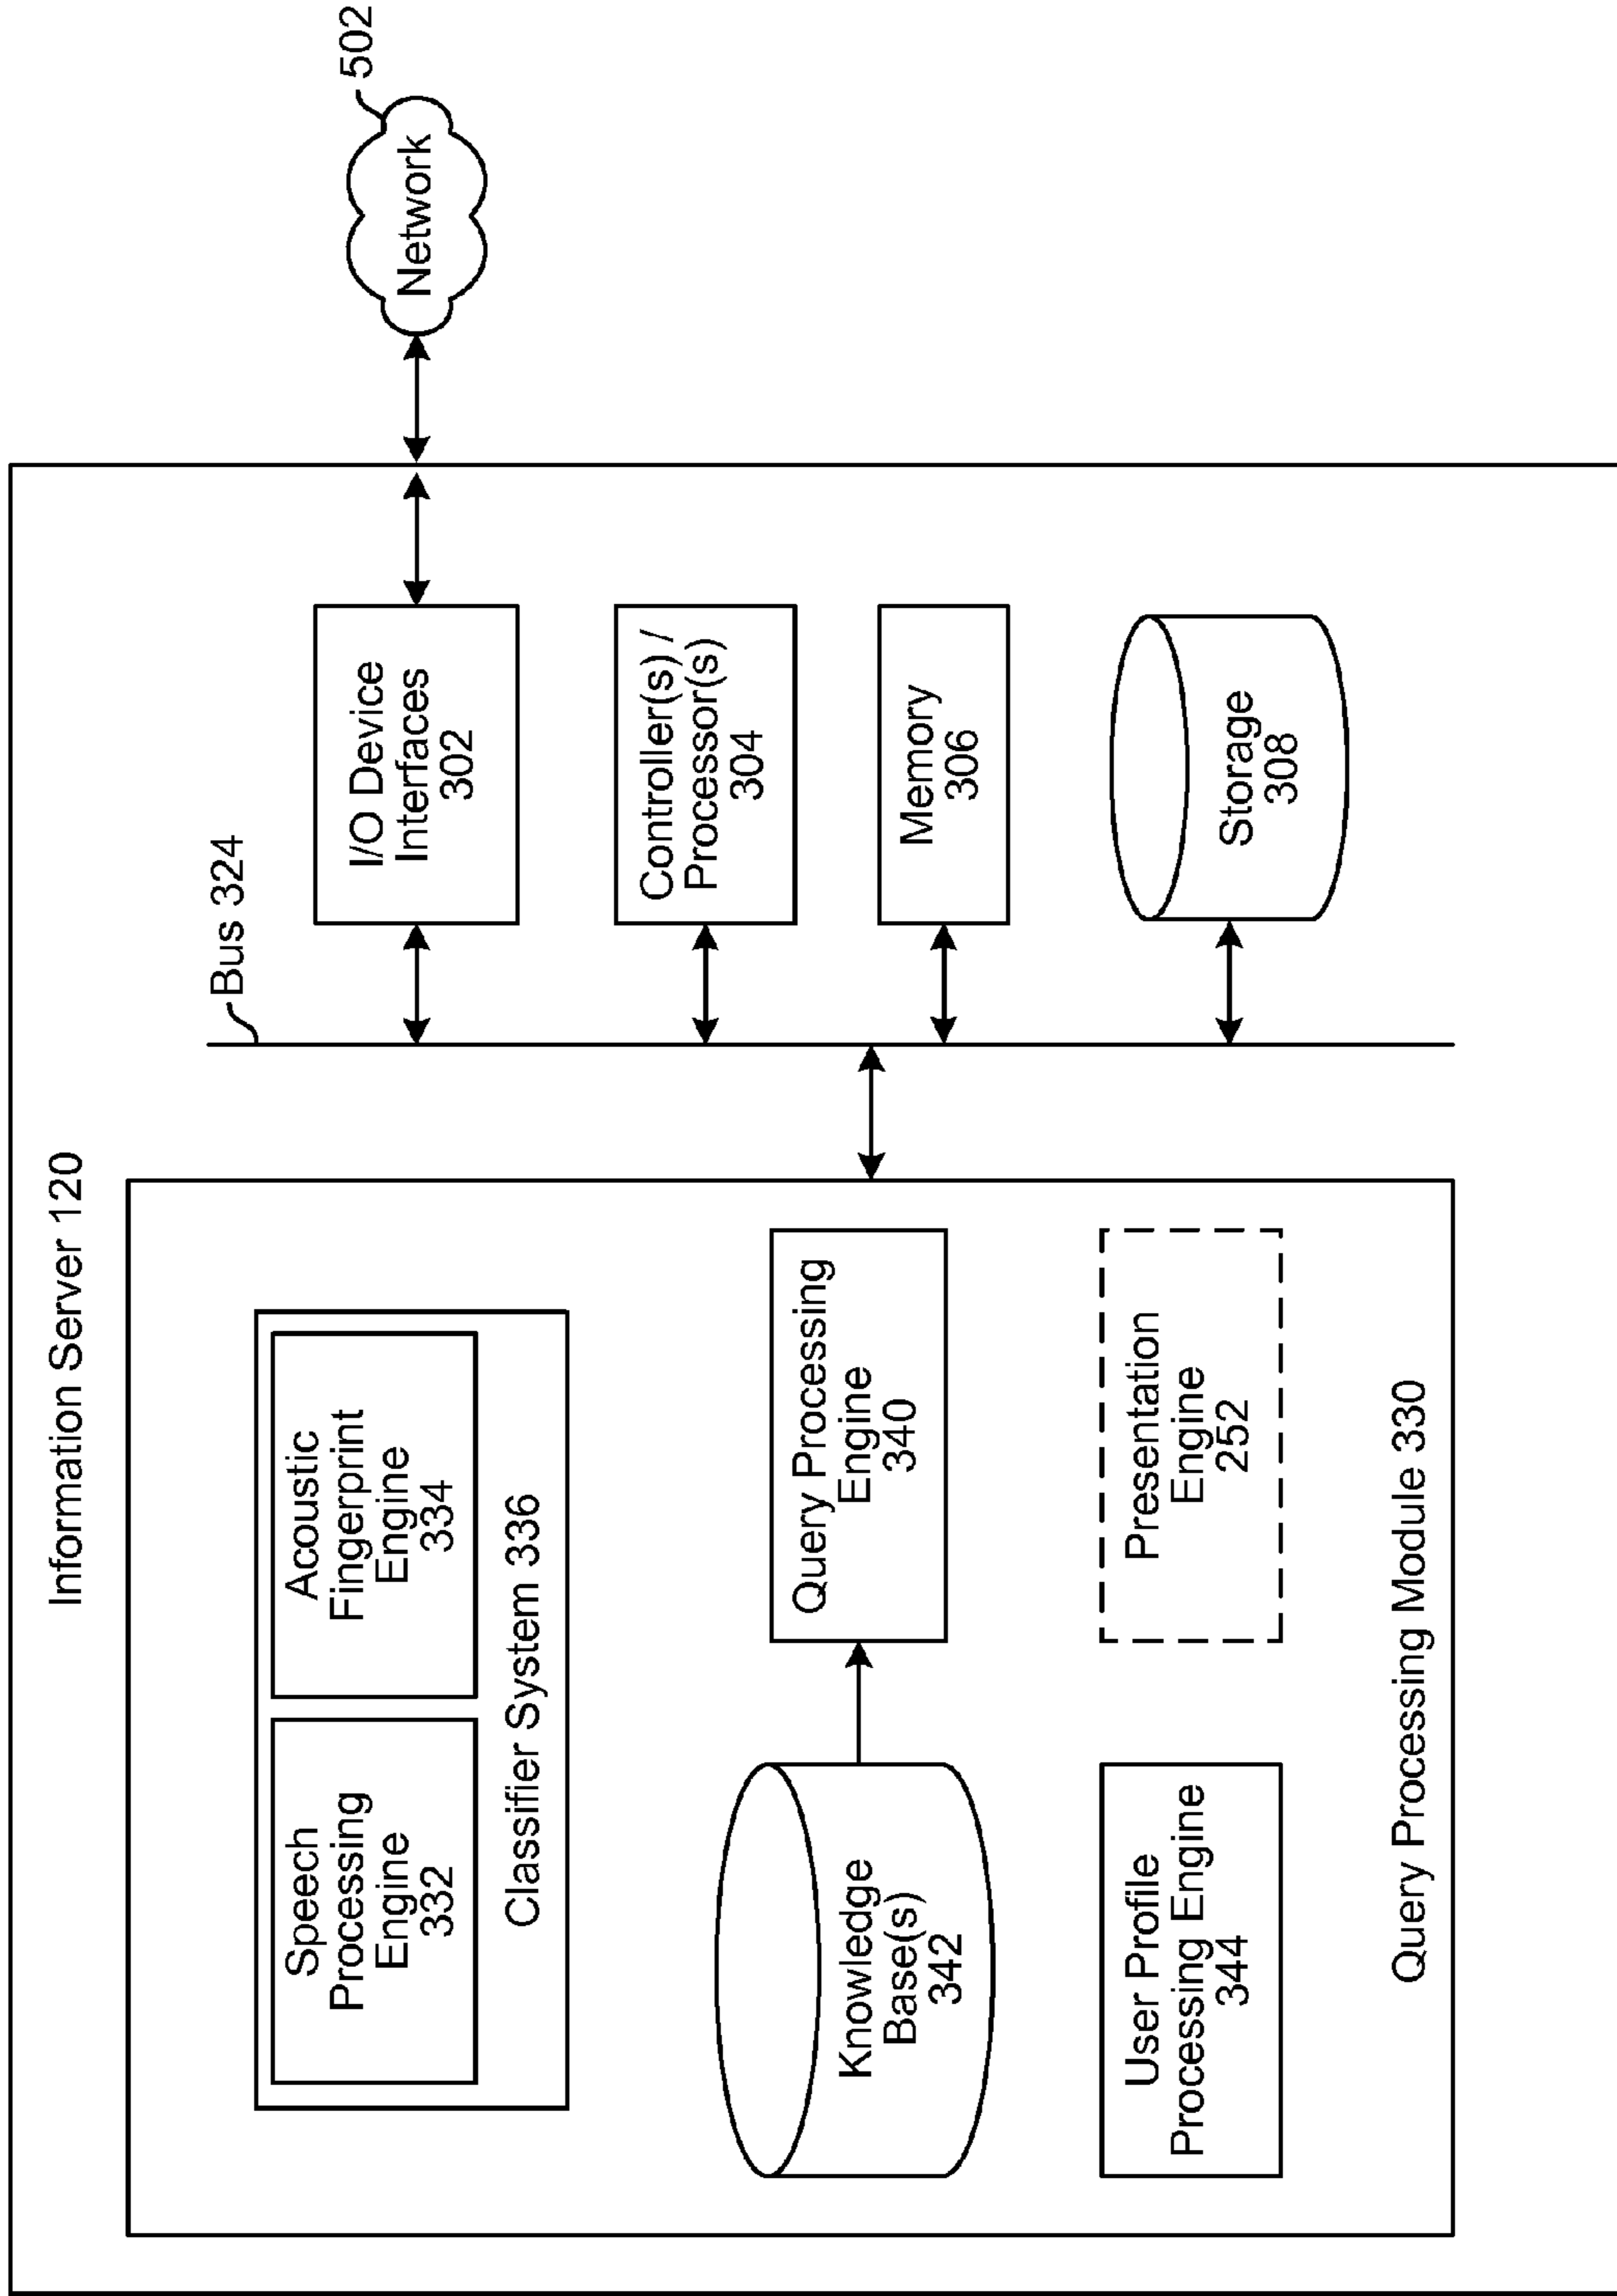 Information Server 120
Speech
Processing
Engine
332
Acoustic
Fingerprint
Engine
334
Classifier System 336
Knowledge
Base(s)
342
Query Processing
Engine
340
User Profile
Processing Engine
344
Presentation
Engine
252
Query Processing Module 330
Bus 324
I/O Device
Interfaces
302
Controller(s) /
Processor(s)
304
Memory
306
Storage
308
Network
502